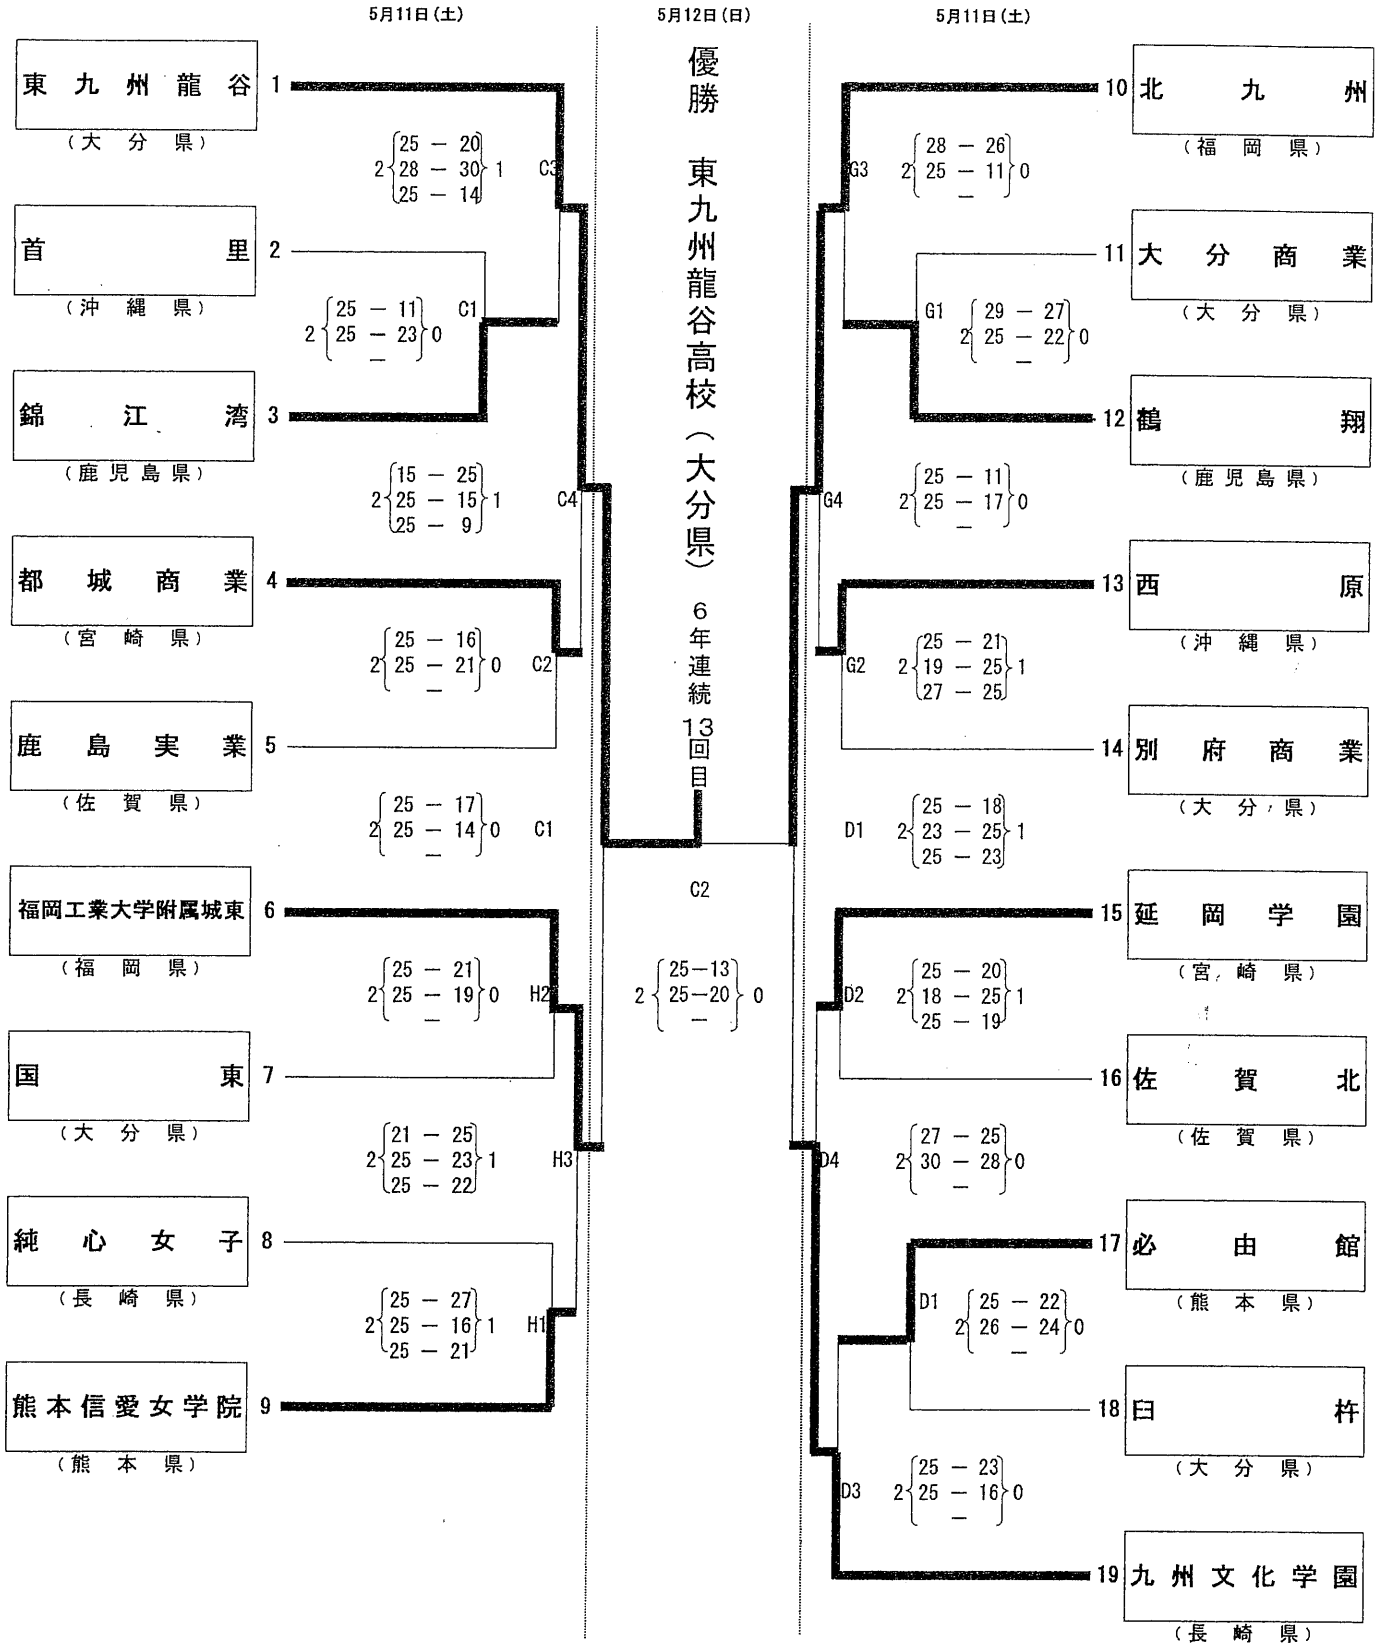 5月11日(土)
5月12日(日)
5月11日(土)
優勝 東九州龍谷高校(大分県) 6年連続13回目
東九州龍谷 1
(大分県)
2 25 - 20 1 C3
28 - 30
25 - 14
首里 2
(沖縄県)
2 25 - 11 0 C1
25 - 23
-
錦江湾 3
(鹿児島県)
2 15 - 25 1 C4
25 - 15
25 - 9
都城商業 4
(宮崎県)
2 25 - 16 0 C2
25 - 21
-
鹿島実業 5
(佐賀県)
2 25 - 17 0 C1
25 - 14
-
福岡工業大学附属城東 6
(福岡県)
2 25 - 21 0 H2
25 - 19
-
国東 7
(大分県)
2 21 - 25 1 H3
25 - 23
25 - 22
純心女子 8
(長崎県)
2 25 - 27 1 H1
25 - 16
25 - 21
熊本信愛女学院 9
(熊本県)
C2
2 25-13 0
25-20
-
10 北九州
(福岡県)
G3 2 28 - 26 0
25 - 11
-
11 大分商業
(大分県)
G1 2 29 - 27 0
25 - 22
-
12 鶴翔
(鹿児島県)
G4 2 25 - 11 0
25 - 17
-
13 西原
(沖縄県)
G2 2 25 - 21 1
19 - 25
27 - 25
14 別府商業
(大分県)
D1 2 25 - 18 1
23 - 25
25 - 23
15 延岡学園
(宮崎県)
D2 2 25 - 20 1
18 - 25
25 - 19
16 佐賀北
(佐賀県)
D4 2 27 - 25 0
30 - 28
-
17 必由館
(熊本県)
D1 2 25 - 22 0
26 - 24
-
18 臼杵
(大分県)
D3 2 25 - 23 0
25 - 16
-
19 九州文化学園
(長崎県)